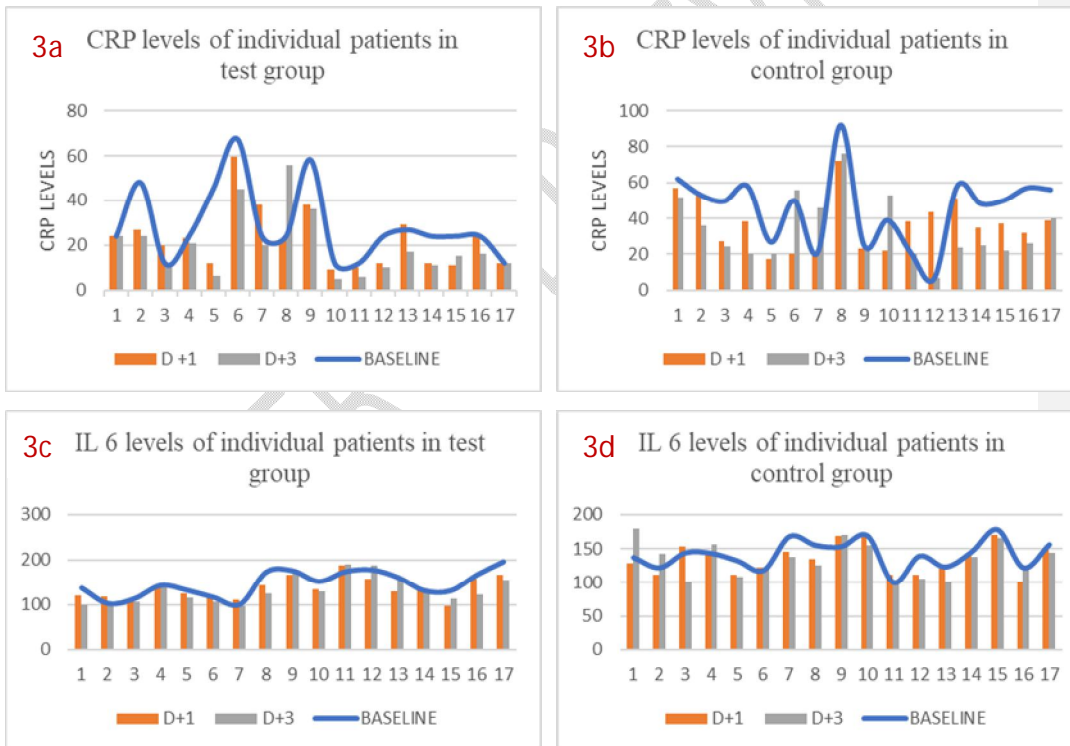 3a CRP levels of individual patients in
test group
CRP LEVELS
80
60
40
20
0
1 2 3 4 5 6 7 8 9 10 11 12 13 14 15 16 17
D +1 D+3 BASELINE
3b CRP levels of individual patients in
control group
CRP LEVELS
100
80
60
40
20
0
1 2 3 4 5 6 7 8 9 10 11 12 13 14 15 16 17
D +1 D+3 BASELINE
3c IL 6 levels of individual patients in test
group
300
200
100
0
1 2 3 4 5 6 7 8 9 10 11 12 13 14 15 16 17
D+1 D+3 BASELINE
3d IL 6 levels of individual patients in
control group
200
150
100
50
0
1 2 3 4 5 6 7 8 9 10 11 12 13 14 15 16 17
D+1 D+3 BASELINE